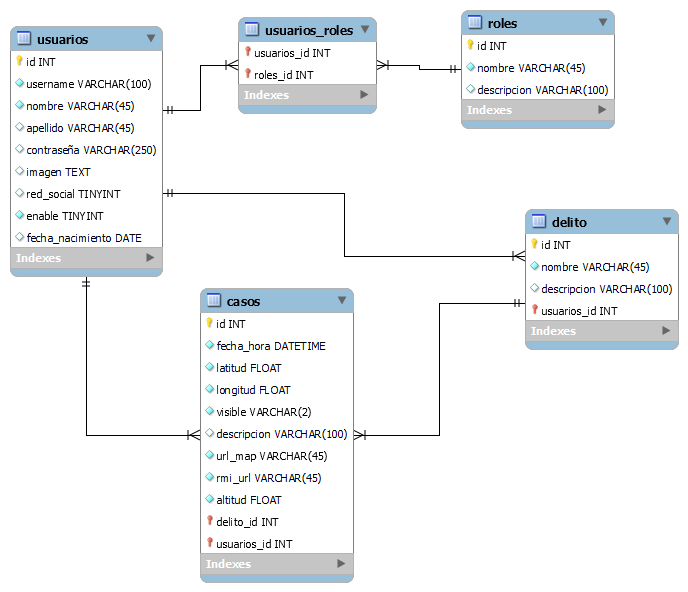 usuarios
id INT
username VARCHAR(100)
nombre VARCHAR(45)
apellido VARCHAR(45)
contraseña VARCHAR(250)
imagen TEXT
red_social TINYINT
enable TINYINT
fecha_nacimiento DATE
Indexes
usuarios_roles
usuarios_id INT
roles_id INT
Indexes
roles
id INT
nombre VARCHAR(45)
descripcion VARCHAR(100)
Indexes
delito
id INT
nombre VARCHAR(45)
descripcion VARCHAR(100)
usuarios_id INT
Indexes
casos
id INT
fecha_hora DATETIME
latitud FLOAT
longitud FLOAT
visible VARCHAR(2)
descripcion VARCHAR(100)
url_map VARCHAR(45)
rmi_url VARCHAR(45)
altitud FLOAT
delito_id INT
usuarios_id INT
Indexes